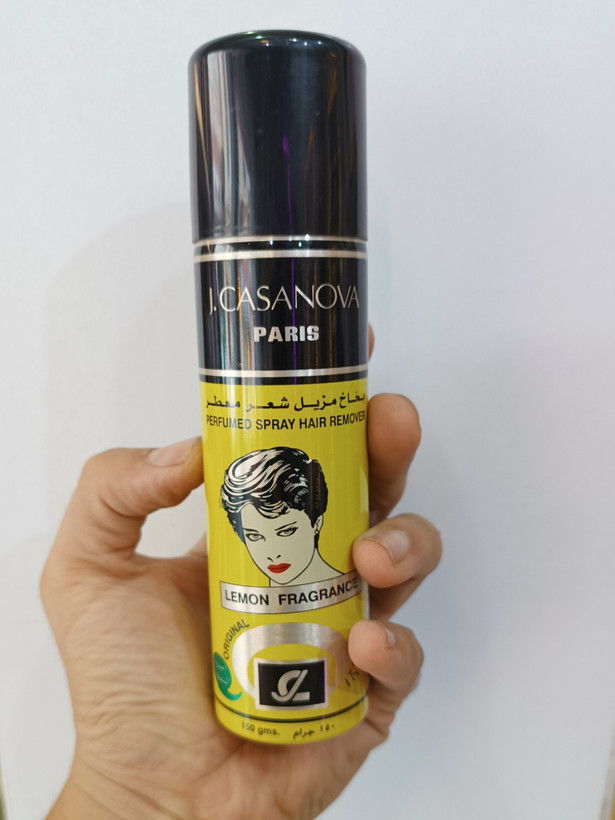 J. CASANOVA
PARIS
بخاخ مزيل شعر معطر
PERFUMED SPRAY HAIR REMOVER
LEMON FRAGRANCE
ORIGINAL
150 gms. ١٥٠ جرام